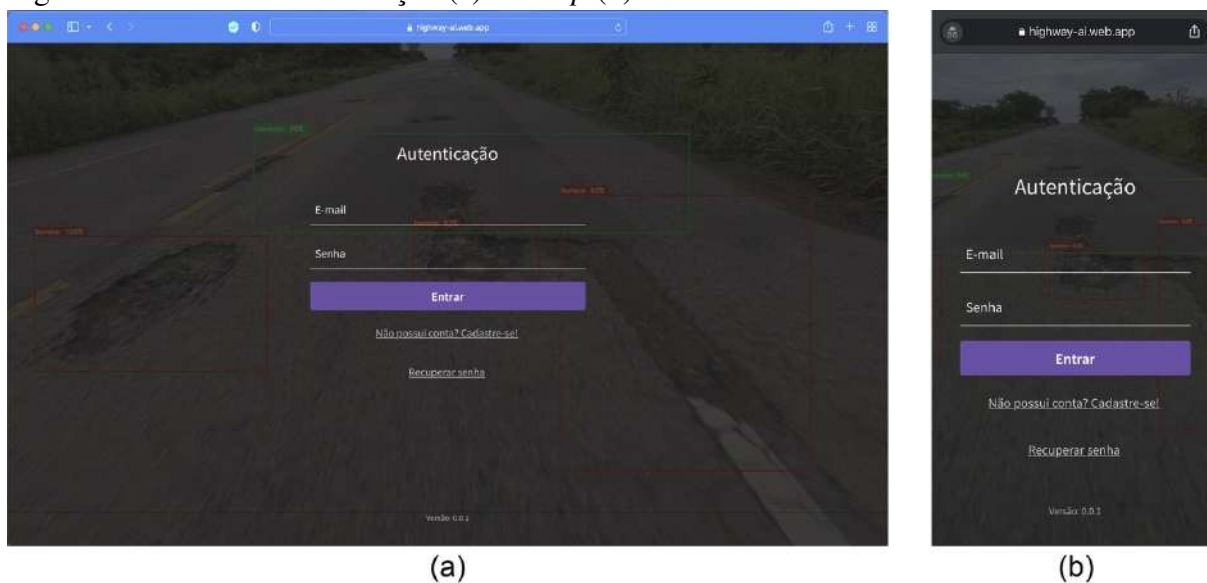 highway-ai.web.app
Autenticação
E-mail
Senha
Entrar
Não possui conta? Cadastre-se!
Recuperar senha
Versão: 0.0.1
(a)
highway-ai.web.app
Autenticação
E-mail
Senha
Entrar
Não possui conta? Cadastre-se!
Recuperar senha
Versão: 0.0.1
(b)